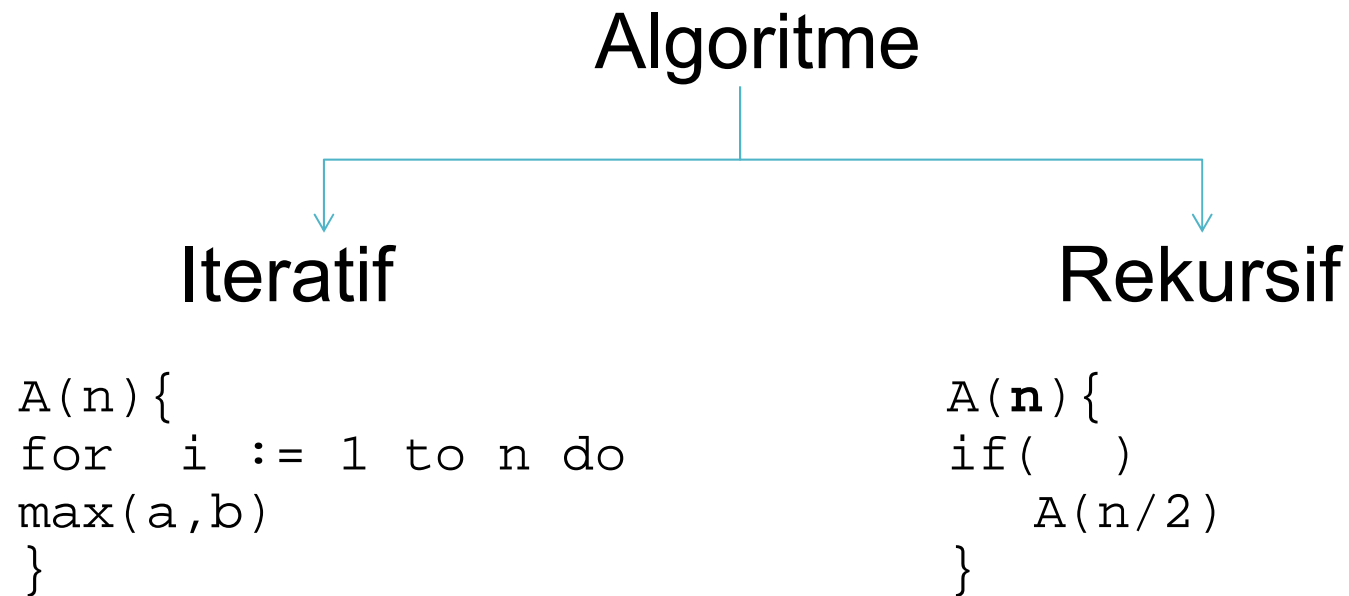 Algoritme
Iteratif
A(n){
for  i := 1 to n do
max(a,b)
}
Rekursif
A(n){
if(  )
   A(n/2)
}